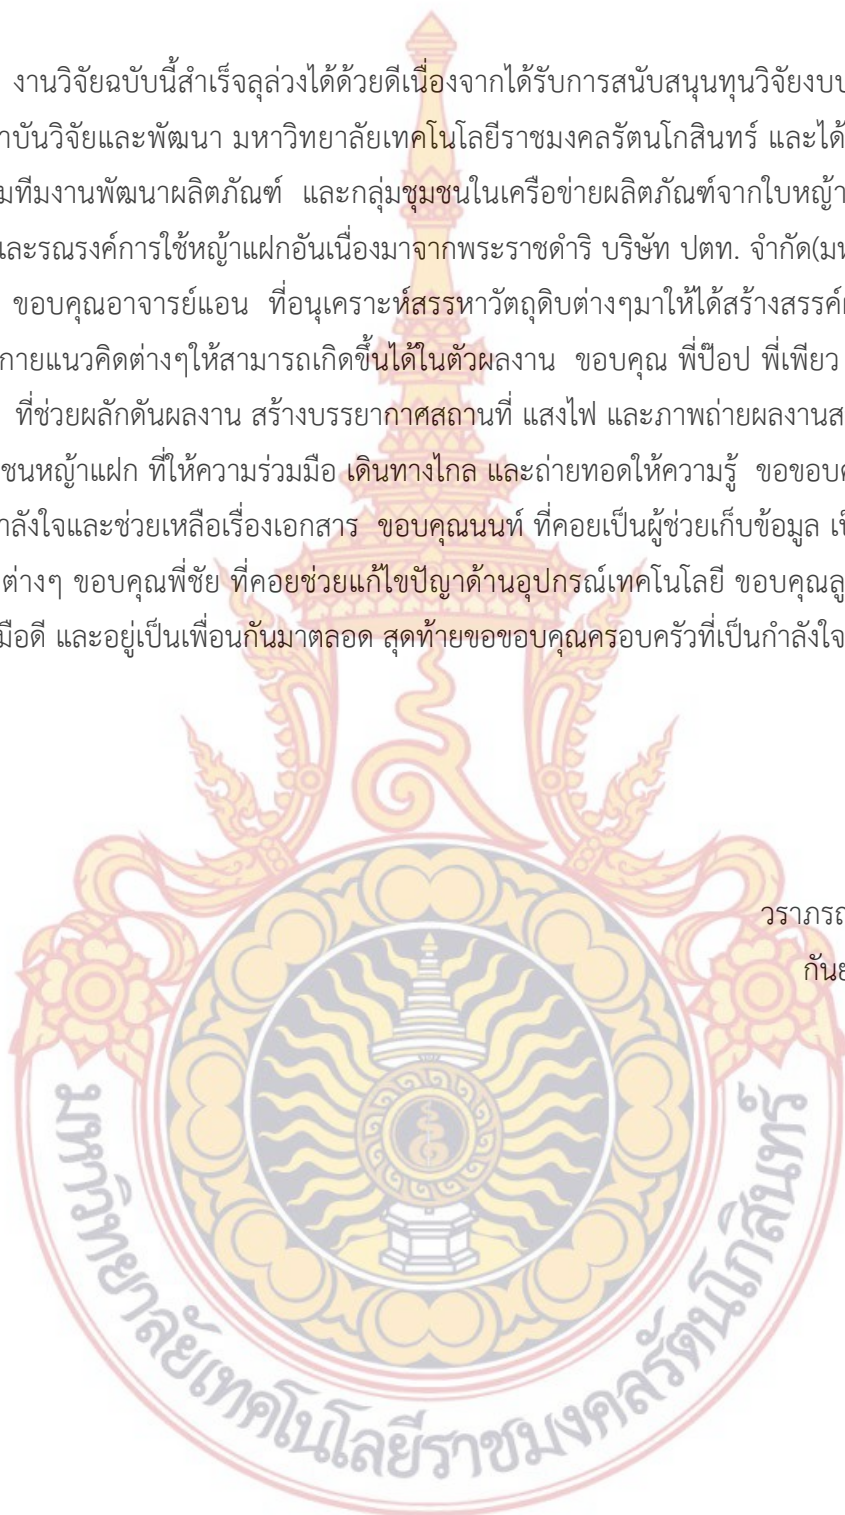 งานวิจัยฉบับนี้สำเร็จลุล่วงได้ด้วยดีเนื่องจากได้รับการสนับสนุนทุนวิจัยงบป
าบันวิจัยและพัฒนา มหาวิทยาลัยเทคโนโลยีราชมงคลรัตนโกสินทร์ และได้
มทีมงานพัฒนาผลิตภัณฑ์ และกลุ่มชุมชนในเครือข่ายผลิตภัณฑ์จากใบหญ้า
และรณรงค์การใช้หญ้าแฝกอันเนื่องมาจากพระราชดำริ บริษัท ปตท. จำกัด(มห
ขอบคุณอาจารย์แอน ที่อนุเคราะห์สรรหาวัตถุดิบต่างๆมาให้ได้สร้างสรรค์
กายแนวคิดต่างๆให้สามารถเกิดขึ้นได้ในตัวผลงาน ขอบคุณ พี่ป๊อป พี่เพียว
ที่ช่วยผลักดันผลงาน สร้างบรรยากาศสถานที่ แสงไฟ และภาพถ่ายผลงานส
ชนหญ้าแฝก ที่ให้ความร่วมมือ เดินทางไกล และถ่ายทอดให้ความรู้ ขอขอบค
ำลังใจและช่วยเหลือเรื่องเอกสาร ขอบคุณนนท์ ที่คอยเป็นผู้ช่วยเก็บข้อมูล เป็
ต่างๆ ขอบคุณพี่ชัย ที่คอยช่วยแก้ไขปัญาด้านอุปกรณ์เทคโนโลยี ขอบคุณลู
มือดี และอยู่เป็นเพื่อนกันมาตลอด สุดท้ายขอขอบคุณครอบครัวที่เป็นกำลังใจ
วราภรณ
กันย
มหาวิทยาลัยเทคโนโลยีราชมงคลรัตนโกสินทร์